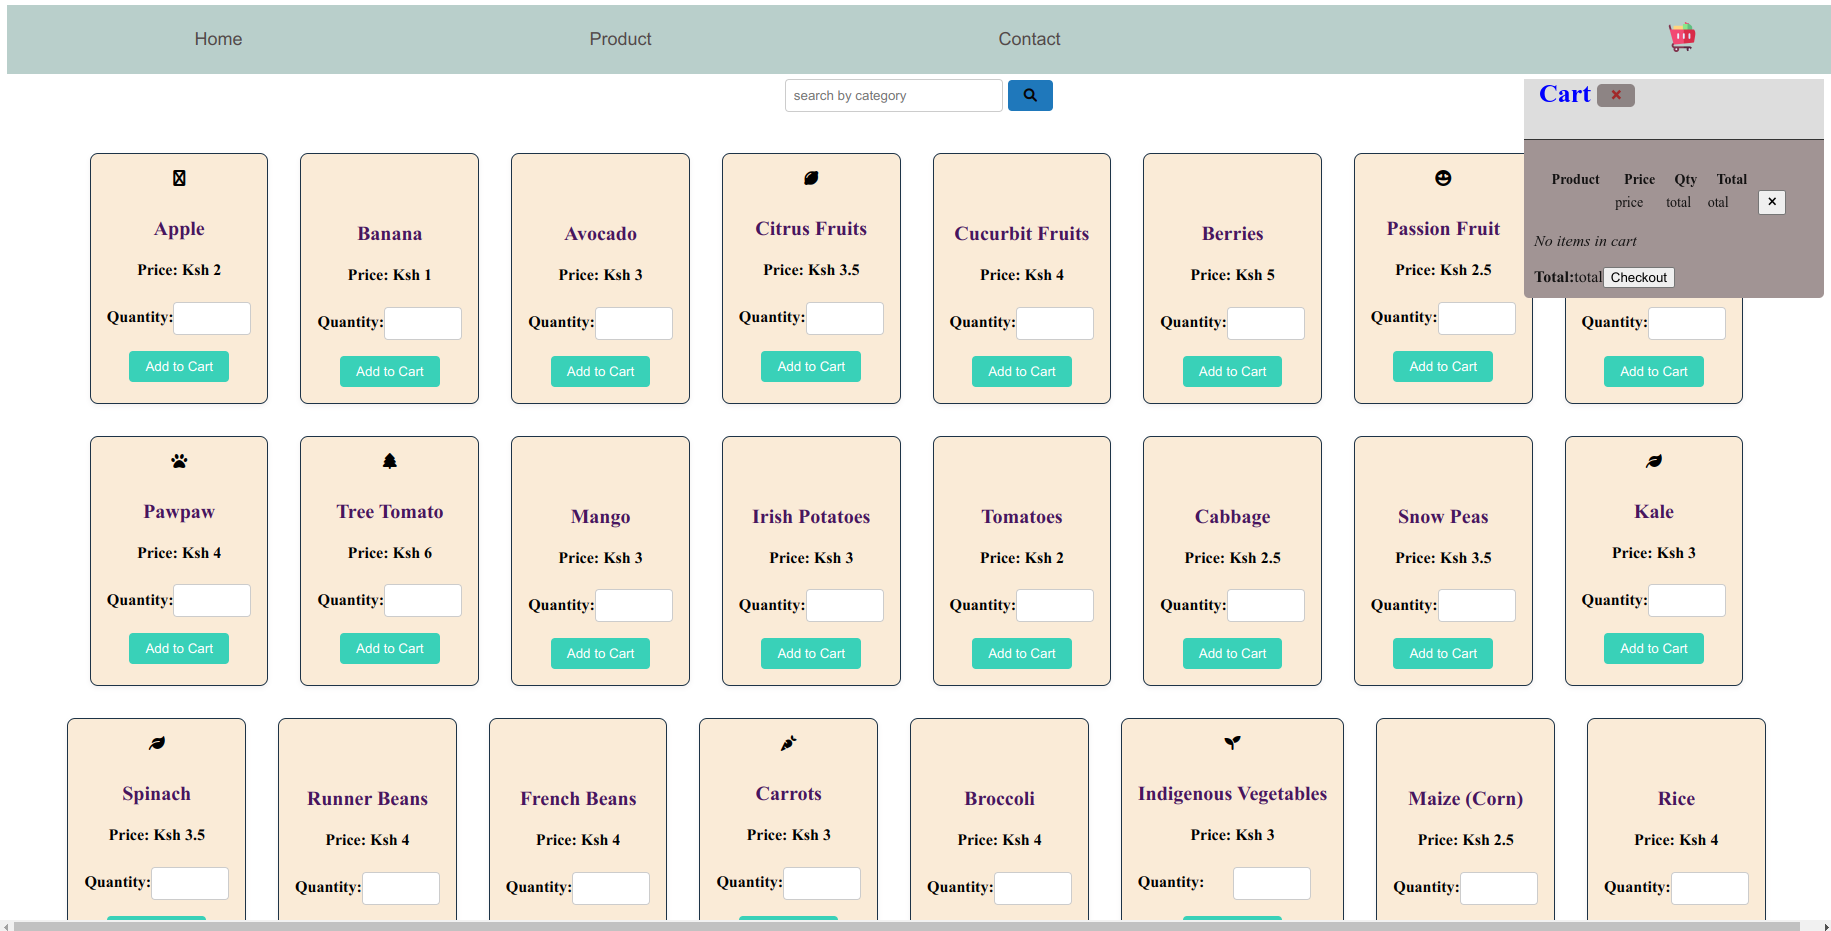 Home Product Contact
search by category
Cart
Product Price Qty Total
price total otal
No items in cart
Total:total Checkout
Apple
Price: Ksh 2
Quantity:
Add to Cart
Banana
Price: Ksh 1
Quantity:
Add to Cart
Avocado
Price: Ksh 3
Quantity:
Add to Cart
Citrus Fruits
Price: Ksh 3.5
Quantity:
Add to Cart
Cucurbit Fruits
Price: Ksh 4
Quantity:
Add to Cart
Berries
Price: Ksh 5
Quantity:
Add to Cart
Passion Fruit
Price: Ksh 2.5
Quantity:
Add to Cart
Quantity:
Add to Cart
Pawpaw
Price: Ksh 4
Quantity:
Add to Cart
Tree Tomato
Price: Ksh 6
Quantity:
Add to Cart
Mango
Price: Ksh 3
Quantity:
Add to Cart
Irish Potatoes
Price: Ksh 3
Quantity:
Add to Cart
Tomatoes
Price: Ksh 2
Quantity:
Add to Cart
Cabbage
Price: Ksh 2.5
Quantity:
Add to Cart
Snow Peas
Price: Ksh 3.5
Quantity:
Add to Cart
Kale
Price: Ksh 3
Quantity:
Add to Cart
Spinach
Price: Ksh 3.5
Quantity:
Runner Beans
Price: Ksh 4
Quantity:
French Beans
Price: Ksh 4
Quantity:
Carrots
Price: Ksh 3
Quantity:
Broccoli
Price: Ksh 4
Quantity:
Indigenous Vegetables
Price: Ksh 3
Quantity:
Maize (Corn)
Price: Ksh 2.5
Quantity:
Rice
Price: Ksh 4
Quantity: